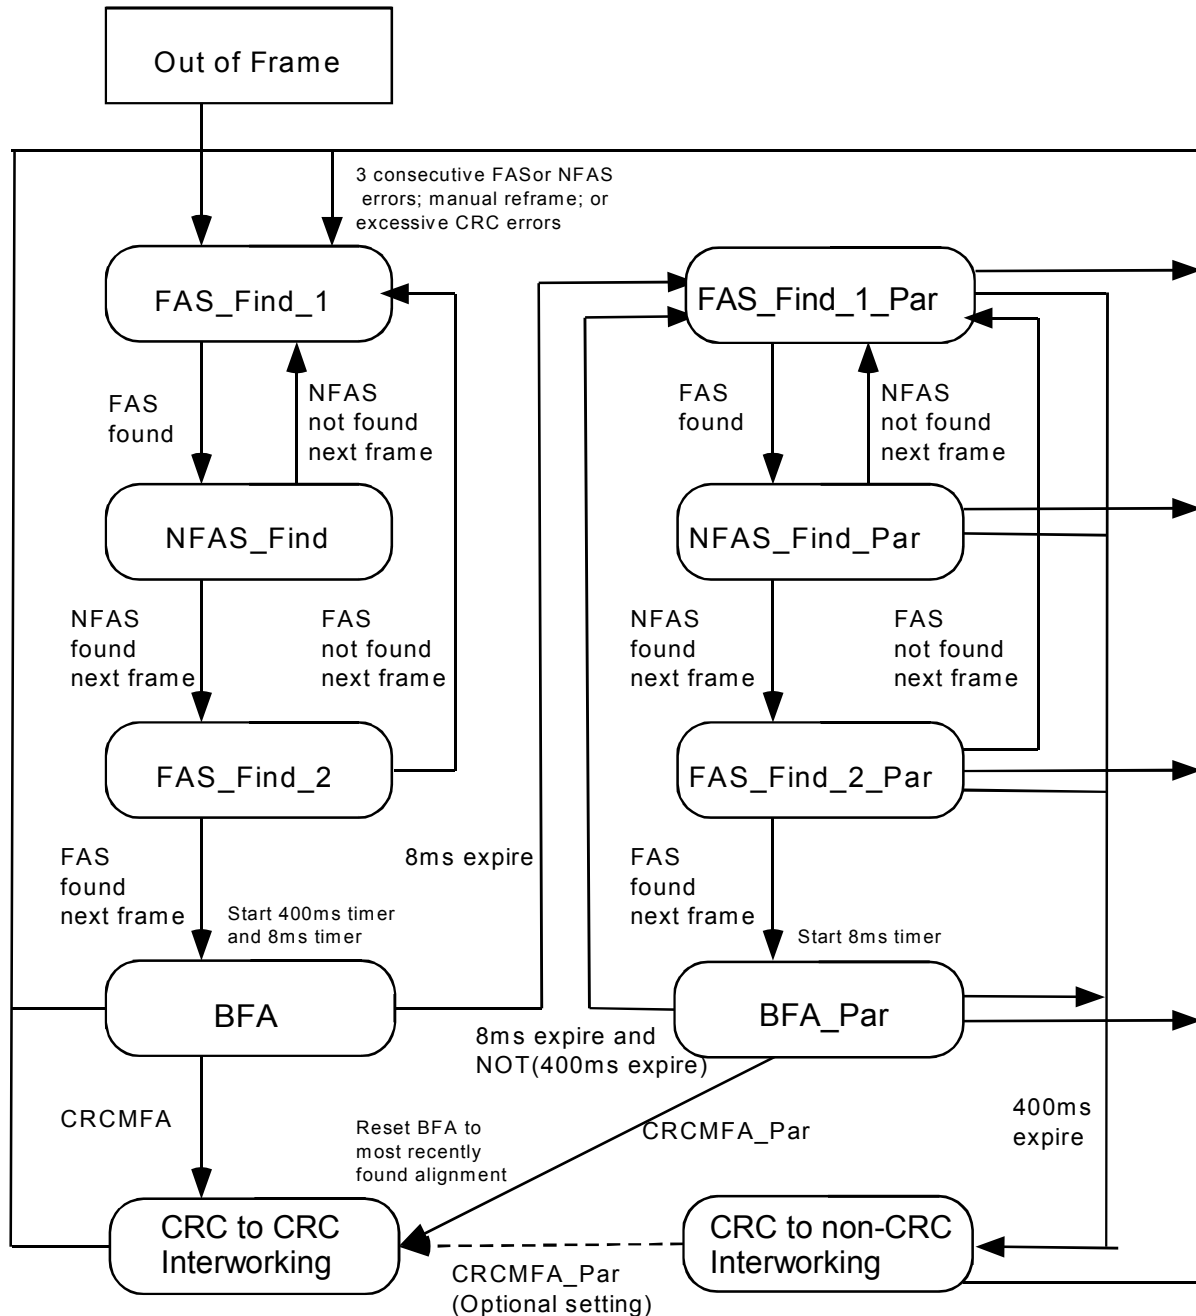 Out of Frame
3 consecutive FASor NFAS
errors; manual reframe; or
excessive CRC errors
FAS_Find_1
FAS_Find_1_Par
FAS
found
NFAS
not found
next frame
FAS
found
NFAS
not found
next frame
NFAS_Find
NFAS_Find_Par
NFAS
found
next frame
FAS
not found
next frame
NFAS
found
next frame
FAS
not found
next frame
FAS_Find_2
FAS_Find_2_Par
FAS
found
next frame
8ms expire
FAS
found
next frame
Start 400ms timer
and 8ms timer
Start 8ms timer
BFA
BFA_Par
8ms expire and
NOT(400ms expire)
CRCMFA
Reset BFA to
most recently
found alignment
CRCMFA_Par
400ms
expire
CRC to CRC
Interworking
CRC to non-CRC
Interworking
CRCMFA_Par
(Optional setting)